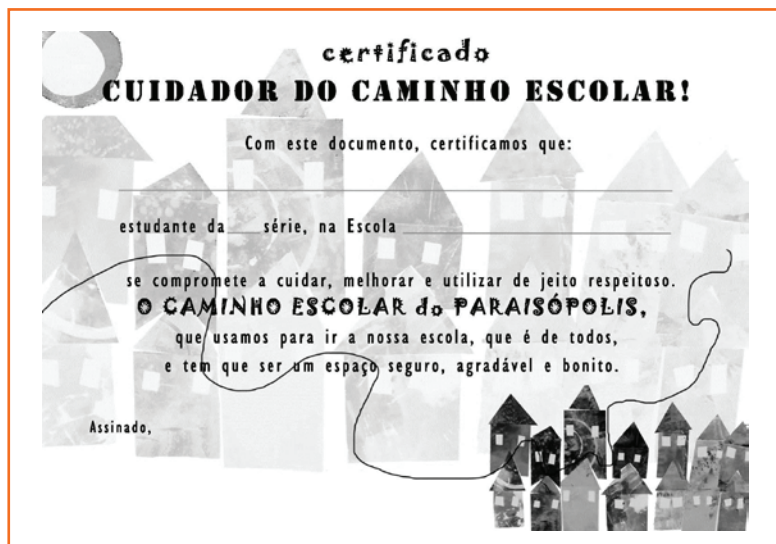 certificado
CUIDADOR DO CAMINHO ESCOLAR!
Com este documento, certificamos que:
estudante da ___ série, na Escola ___
se compromete a cuidar, melhorar e utilizar de jeito respeitoso.
O CAMINHO ESCOLAR do PARAISÓPOLIS,
que usamos para ir a nossa escola, que é de todos,
e tem que ser um espaço seguro, agradável e bonito.
Assinado,